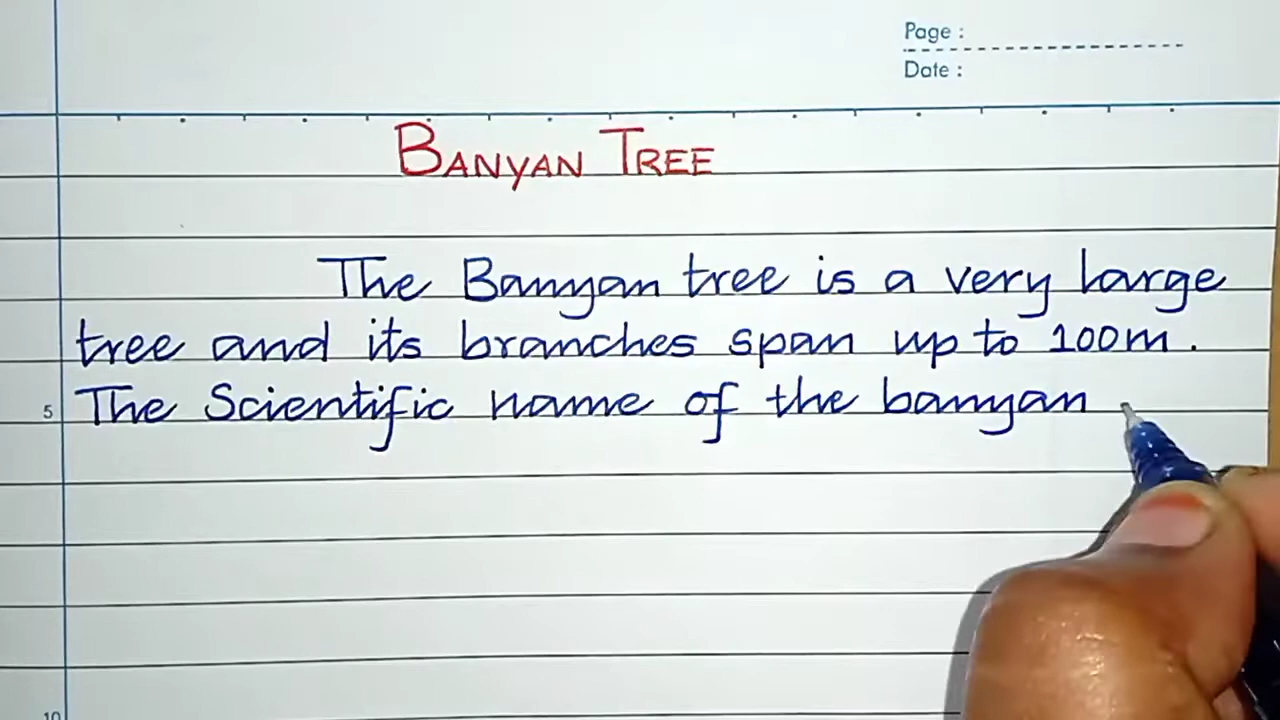 Page :
Date :
BANYAN TREE
The Banyan tree is a very large
tree and its branches span up to 100m.
5 The Scientific name of the banyan
10